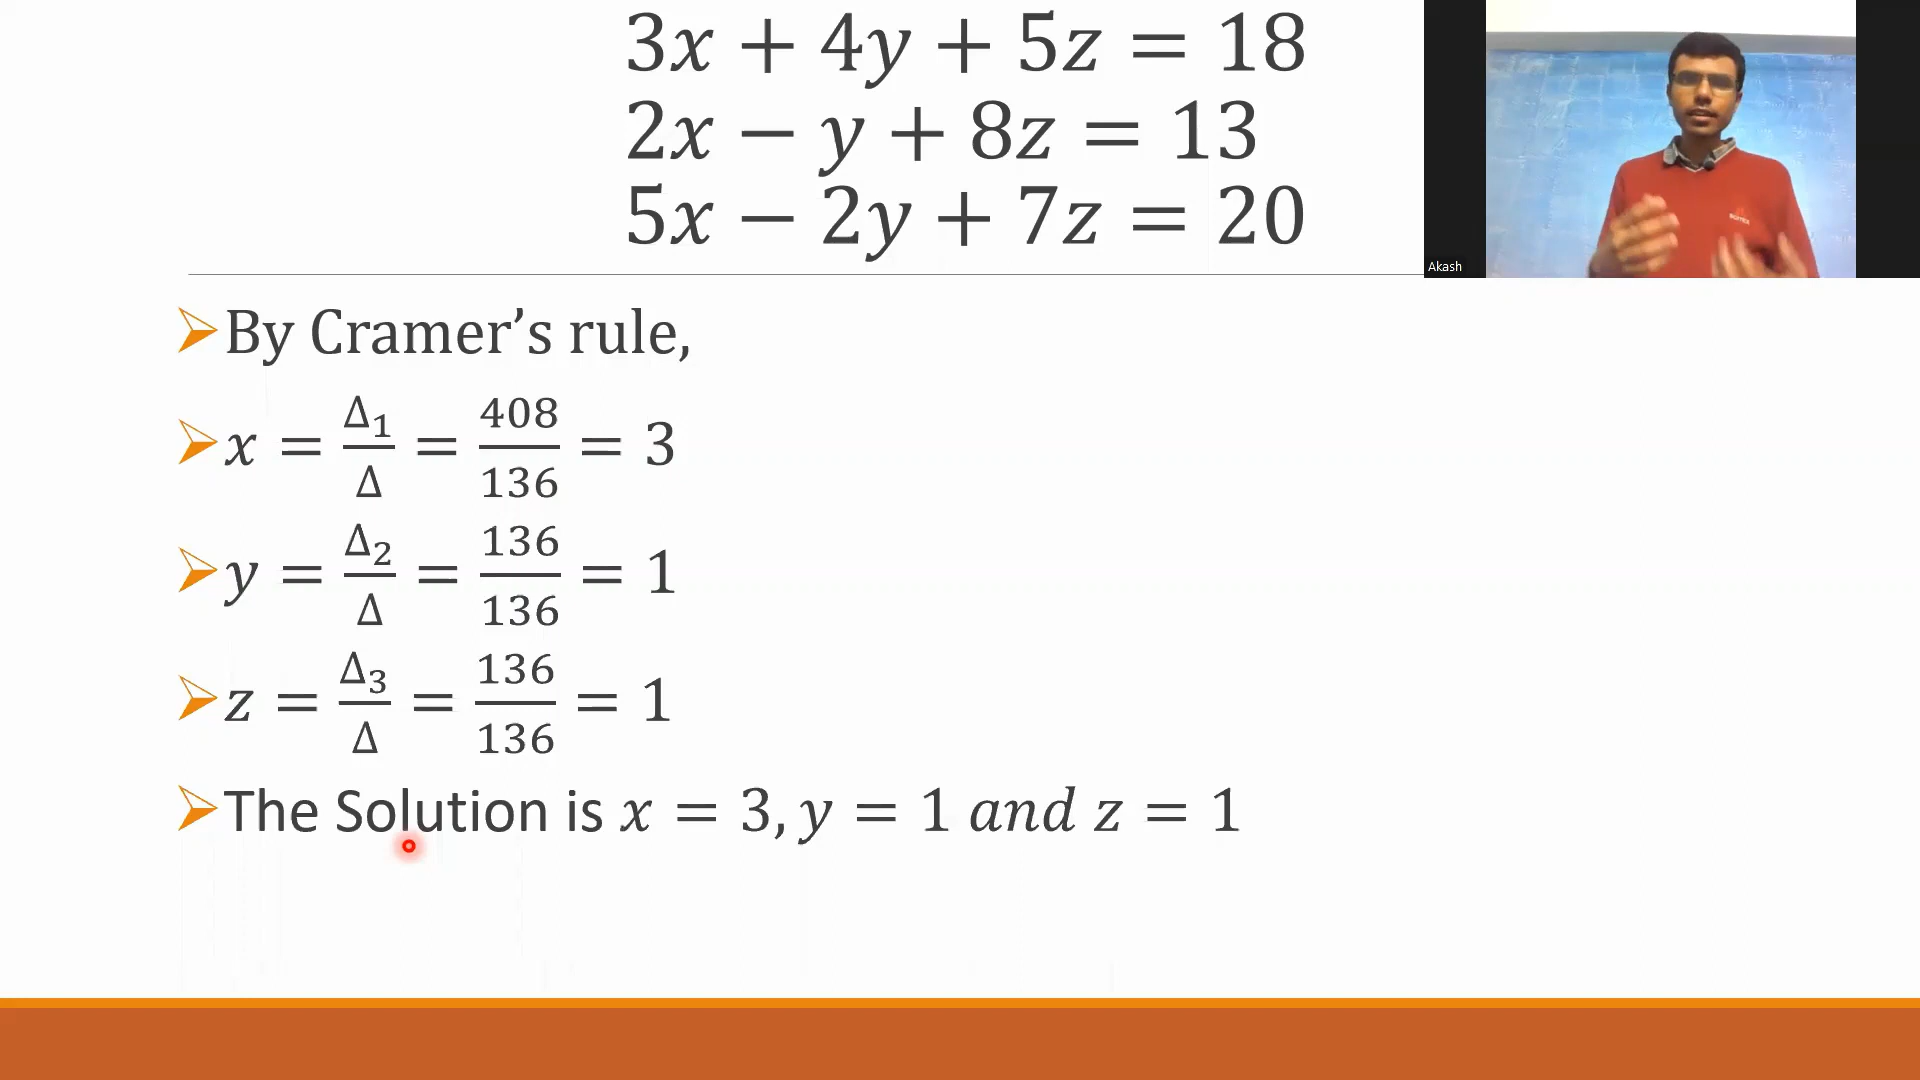 3x + 4y + 5z = 18
2x − y + 8z = 13
5x − 2y + 7z = 20
Akash
By Cramer’s rule,
x = Δ₁/Δ = 408/136 = 3
y = Δ₂/Δ = 136/136 = 1
z = Δ₃/Δ = 136/136 = 1
The Solution is x = 3, y = 1 and z = 1